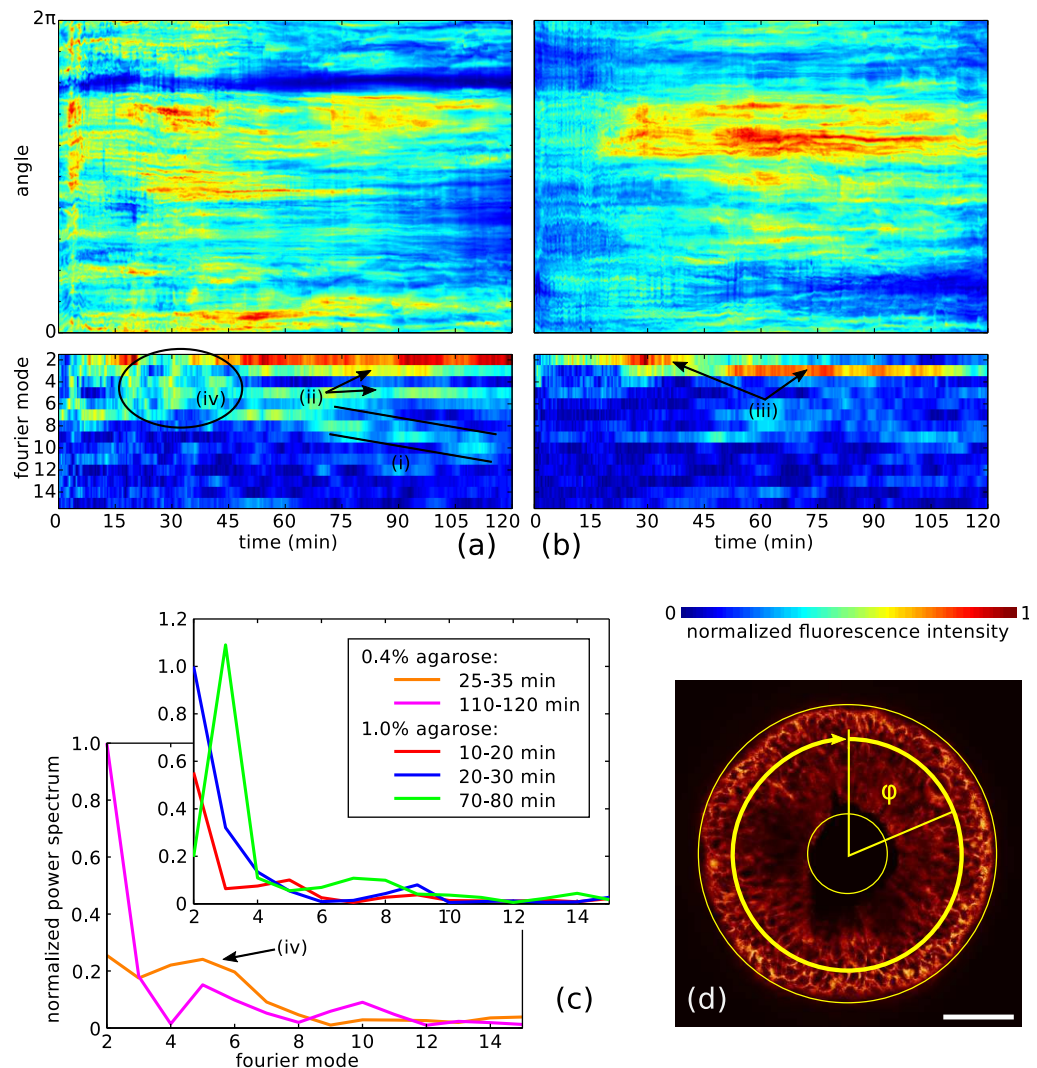 2π
angle
0
fourier mode
2
4
6
8
10
12
14
(iv)
(ii)
(i)
(iii)
0 15 30 45 60 75 90 105 120
time (min)
(a)
0 15 30 45 60 75 90 105 120
time (min)
(b)
1.2
1.0
0.8
0.6
0.4
0.2
0
2 4 6 8 10 12 14
0.4% agarose:
25-35 min
110-120 min
1.0% agarose:
10-20 min
20-30 min
70-80 min
normalized power spectrum
1.0
0.8
0.6
0.4
0.2
0
(iv)
2 4 6 8 10 12 14
fourier mode
(c)
0 1
normalized fluorescence intensity
φ
(d)